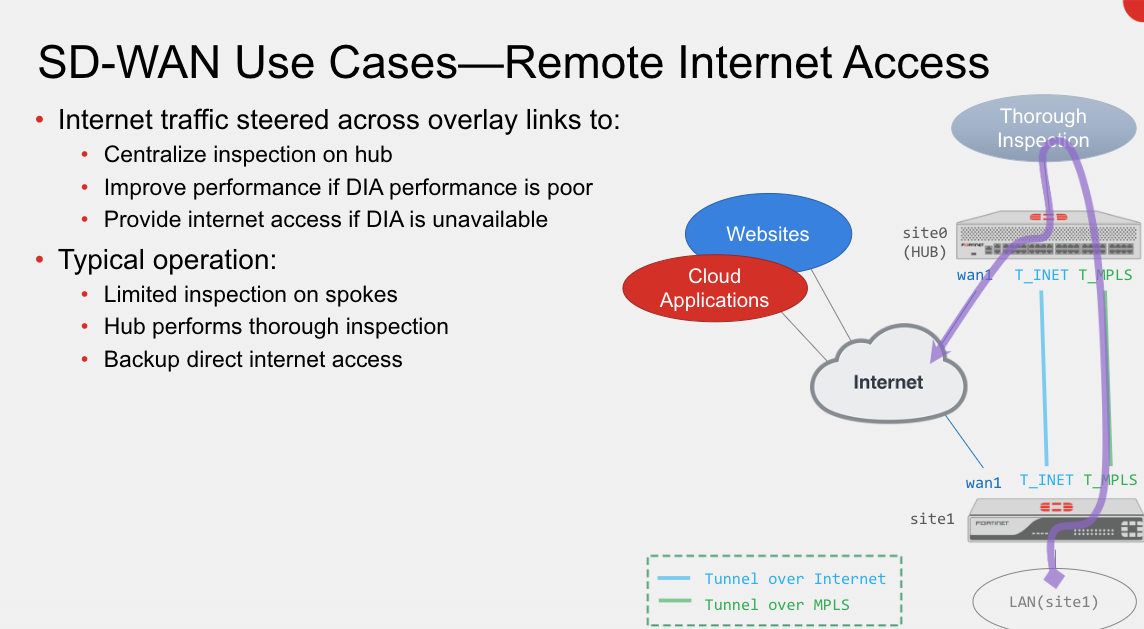 SD-WAN Use Cases—Remote Internet Access
• Internet traffic steered across overlay links to:
• Centralize inspection on hub
• Improve performance if DIA performance is poor
• Provide internet access if DIA is unavailable
• Typical operation:
• Limited inspection on spokes
• Hub performs thorough inspection
• Backup direct internet access
Thorough
Inspection
Websites
Cloud
Applications
site0
(HUB)
FORTINET
wan1 T_INET T_MPLS
Internet
wan1 T_INET T_MPLS
site1
FORTINET
Tunnel over Internet
Tunnel over MPLS
LAN(site1)